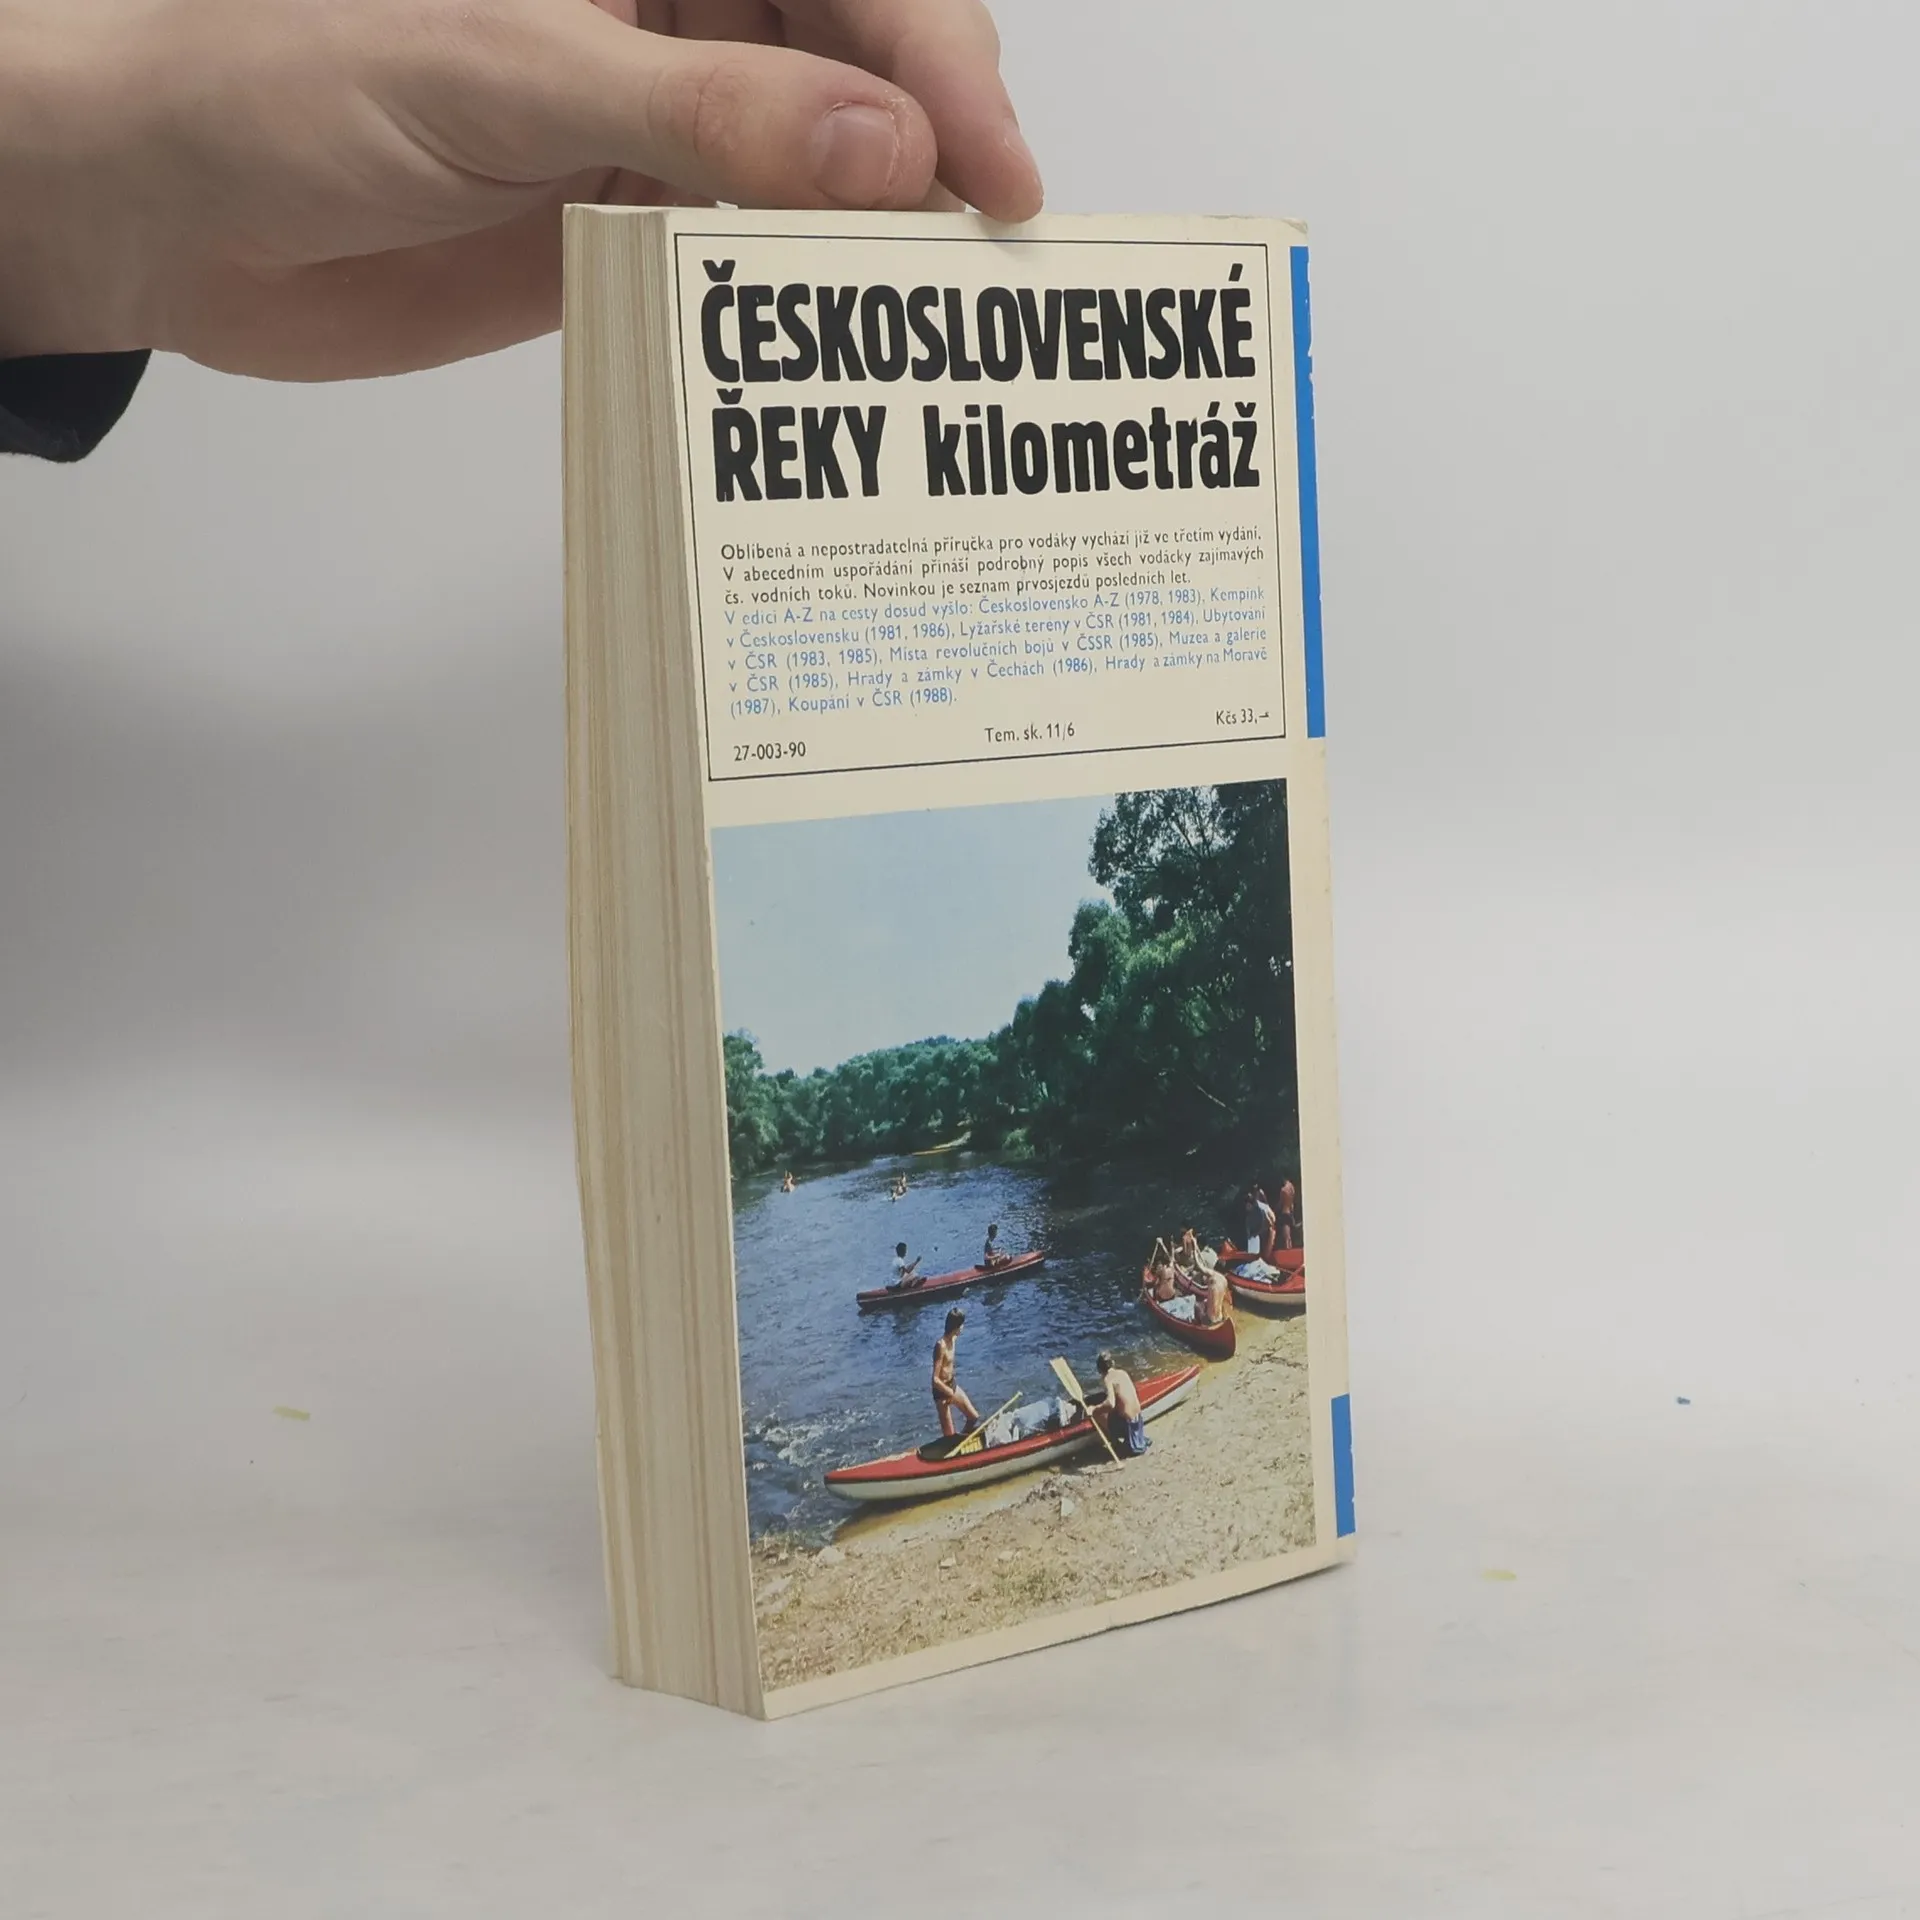 ČESKOSLOVENSKÉ
ŘEKY kilometráž
Oblíbená a nepostradatelná příručka pro vodáky vychází již ve třetím vydání.
V abecedním uspořádání přináší podrobný popis všech vodácky zajímavých
čs. vodních toků. Novinkou je seznam prvosjezdů posledních let.
V edici A-Z na cesty dosud vyšlo: Československo A-Z (1978, 1983), Kempink
v Československu (1981, 1986), Lyžařské terény v ČSR (1981, 1984), Ubytování
v ČSR (1983, 1985), Místa revolučních bojů v ČSSR (1985), Muzea a galerie
v ČSR (1985), Hrady a zámky v Čechách (1986), Hrady a zámky na Moravě
(1987), Koupání v ČSR (1988).
27-003-90 Tem. sk. 11/6 Kčs 33,–